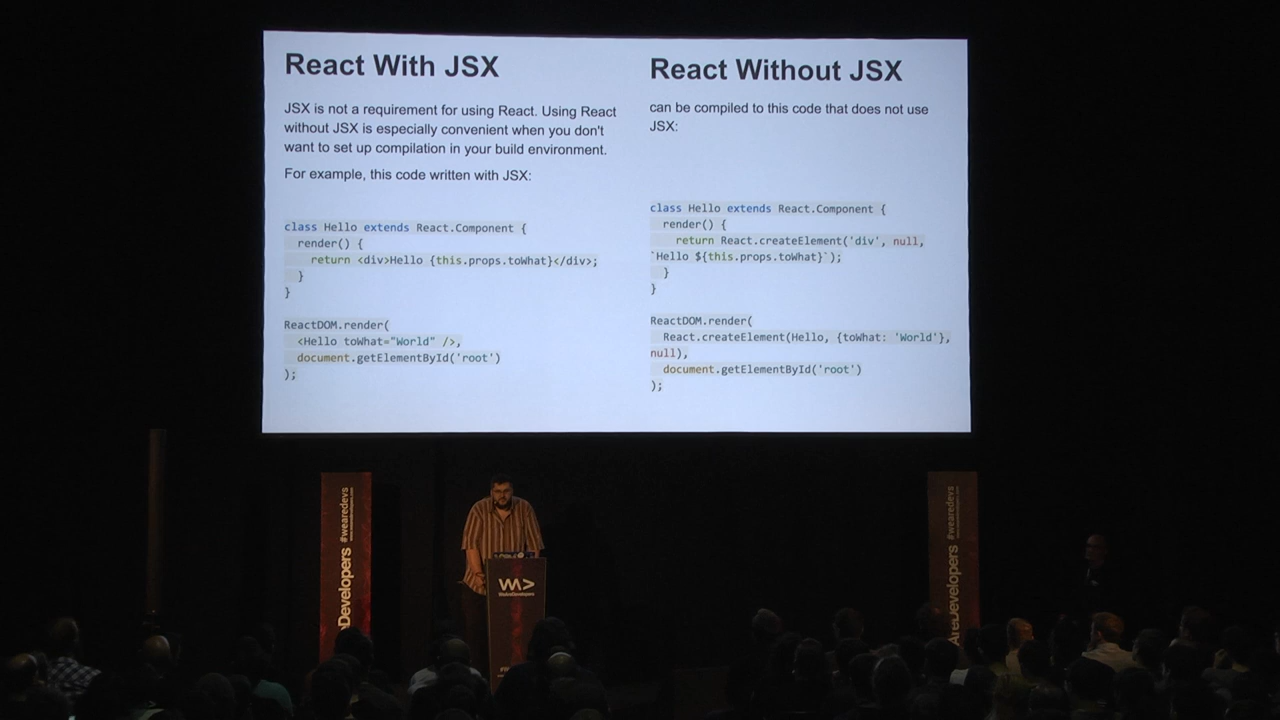 React With JSX
JSX is not a requirement for using React. Using React
without JSX is especially convenient when you don't
want to set up compilation in your build environment.
For example, this code written with JSX:
class Hello extends React.Component {
render() {
return <div>Hello {this.props.toWhat}</div>;
}
}
ReactDOM.render(
<Hello toWhat="World" />,
document.getElementById('root')
);
React Without JSX
can be compiled to this code that does not use
JSX:
class Hello extends React.Component {
render() {
return React.createElement('div', null,
`Hello ${this.props.toWhat}`);
}
}
ReactDOM.render(
React.createElement(Hello, {toWhat: 'World'},
null),
document.getElementById('root')
);
Developers #wearedevs
WeAreDevelopers
AreDevelopers #wearedevs